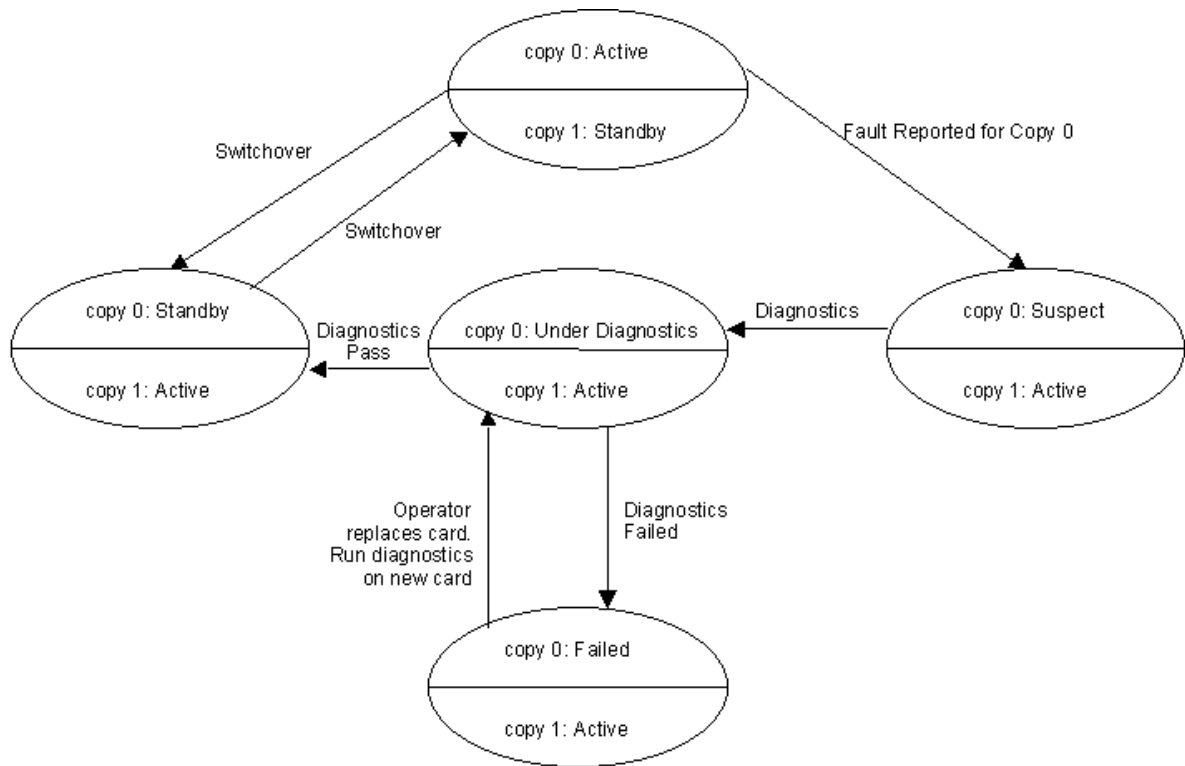 copy 0: Active
copy 1: Standby
Fault Reported for Copy 0
Switchover
Switchover
copy 0: Standby
copy 1: Active
Diagnostics
Pass
copy 0: Under Diagnostics
copy 1: Active
Diagnostics
copy 0: Suspect
copy 1: Active
Operator
replaces card.
Run diagnostics
on new card
Diagnostics
Failed
copy 0: Failed
copy 1: Active